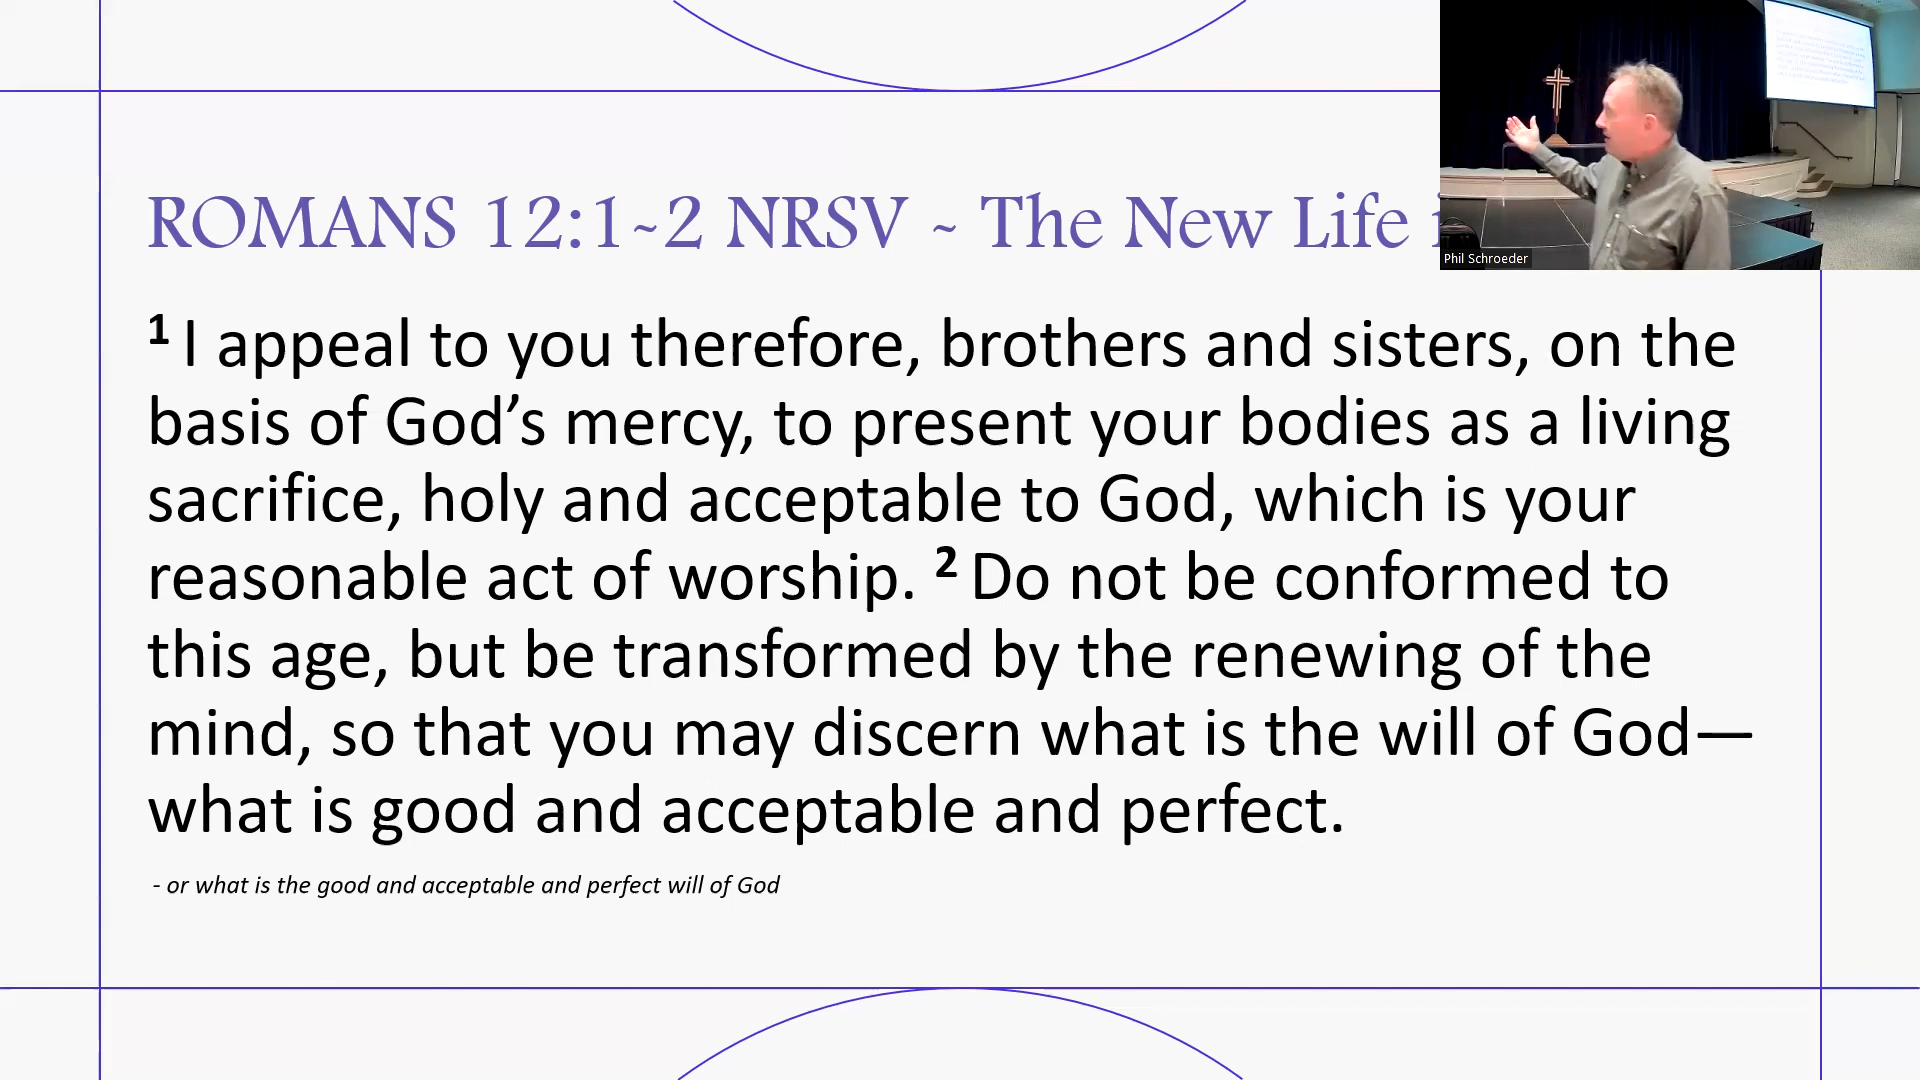 ROMANS 12:1~2 NRSV ~ The New Life
Phil Schroeder
1 I appeal to you therefore, brothers and sisters, on the
basis of God’s mercy, to present your bodies as a living
sacrifice, holy and acceptable to God, which is your
reasonable act of worship. 2 Do not be conformed to
this age, but be transformed by the renewing of the
mind, so that you may discern what is the will of God—
what is good and acceptable and perfect.
- or what is the good and acceptable and perfect will of God